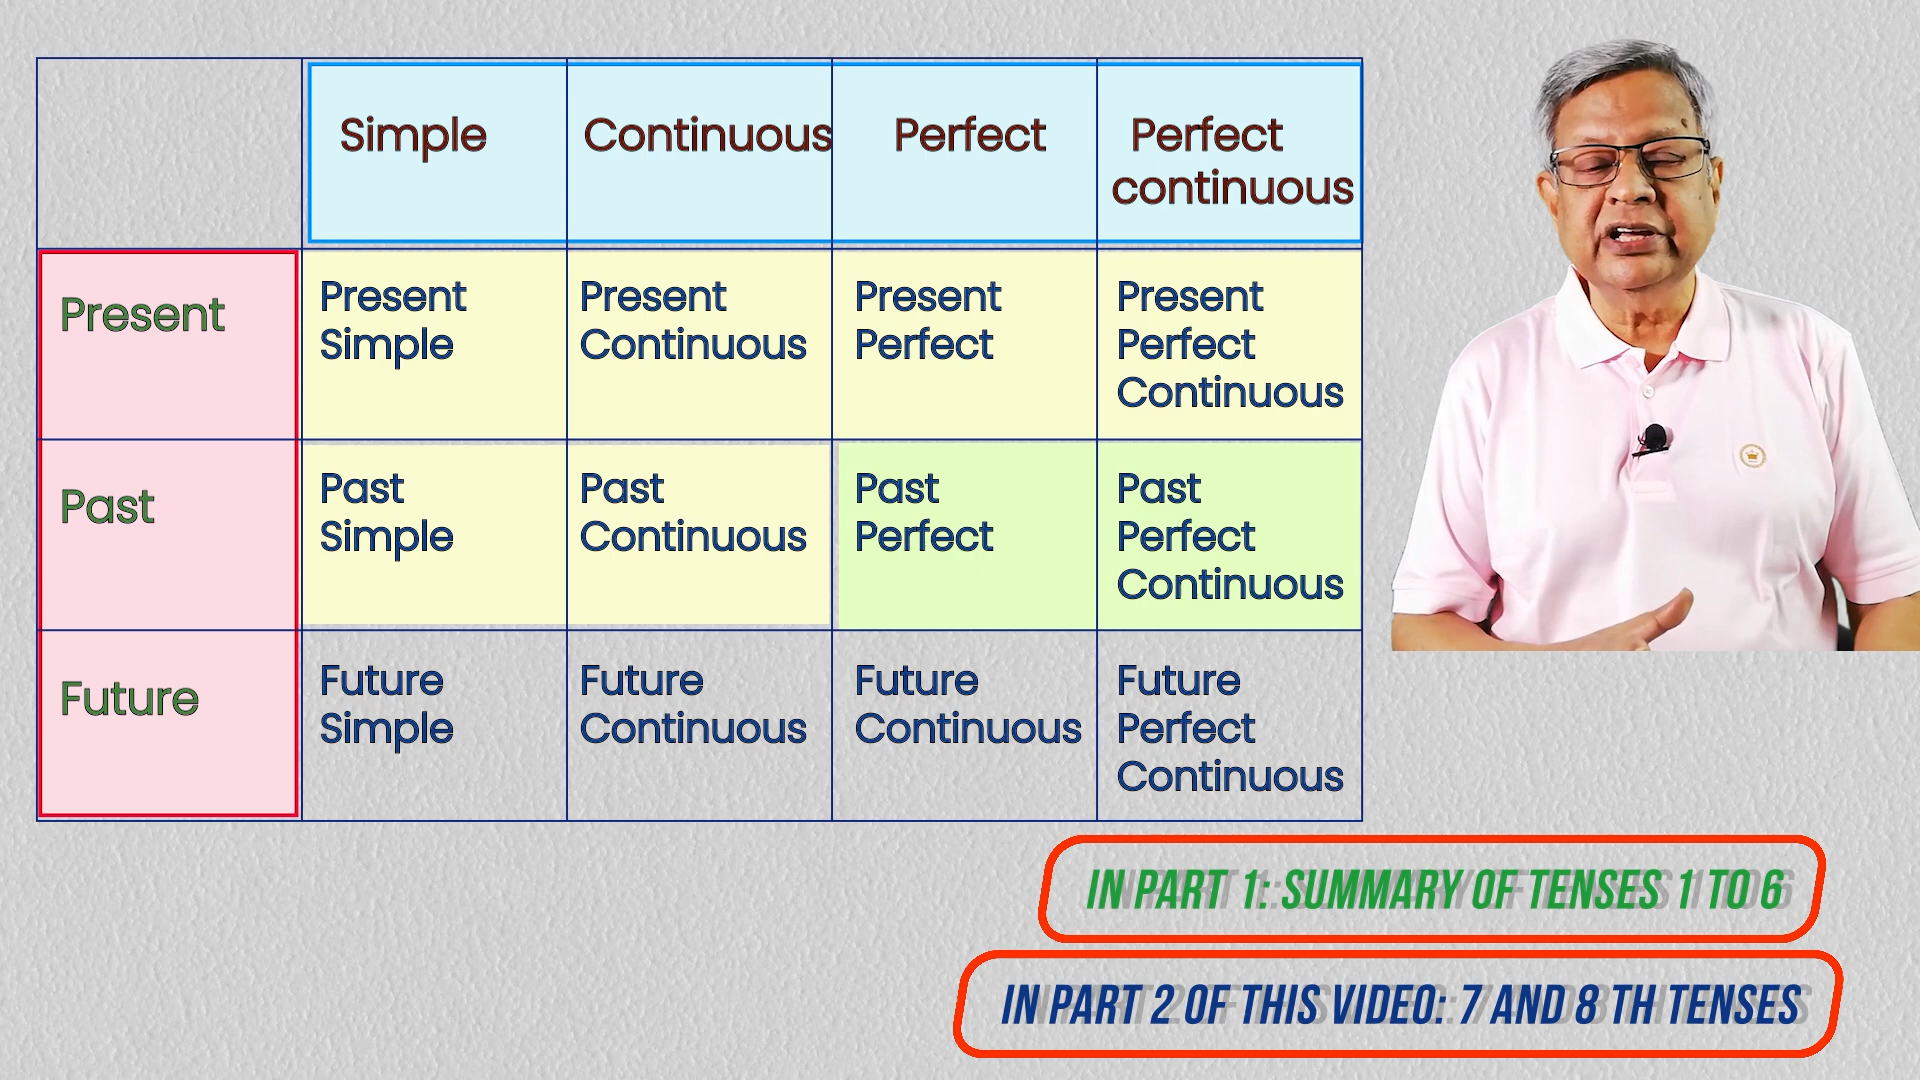 Simple Continuous Perfect Perfect
continuous
Present Present Present Present Present
Simple Continuous Perfect Perfect
Continuous
Past Past Past Past Past
Simple Continuous Perfect Perfect
Continuous
Future Future Future Future Future
Simple Continuous Continuous Perfect
Continuous
IN PART 1: SUMMARY OF TENSES 1 TO 6
IN PART 2 OF THIS VIDEO: 7 AND 8 TH TENSES